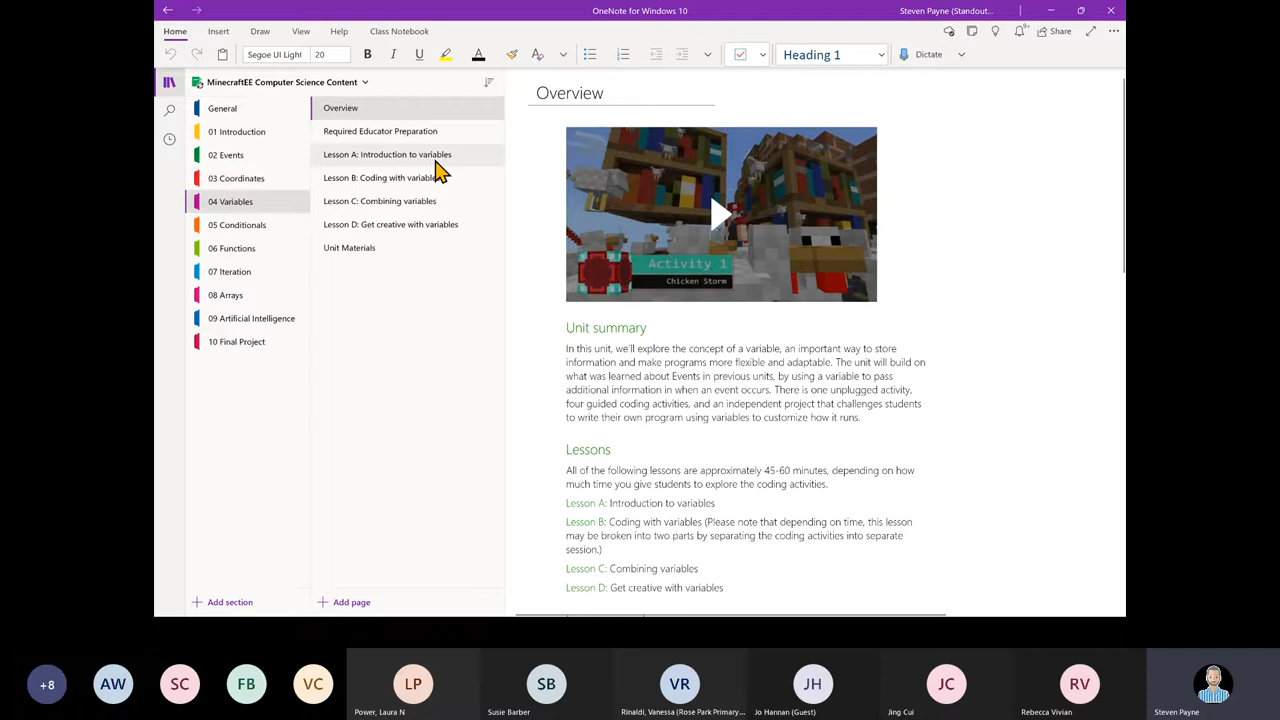 OneNote for Windows 10
Steven Payne (Standout...
Home
Insert
Draw
View
Help
Class Notebook
9+
Share
Segoe UI Light
20
B
I
U
A
A
Heading 1
Dictate
MinecraftEE Computer Science Content
General
01 Introduction
02 Events
03 Coordinates
04 Variables
05 Conditionals
06 Functions
07 Iteration
08 Arrays
09 Artificial Intelligence
10 Final Project
Add section
Overview
Required Educator Preparation
Lesson A: Introduction to variables
Lesson B: Coding with variable
Lesson C: Combining variables
Lesson D: Get creative with variables
Unit Materials
Add page
Overview
Activity 1
Chicken Storm
Unit summary
In this unit, we'll explore the concept of a variable, an important way to store
information and make programs more flexible and adaptable. The unit will build on
what was learned about Events in previous units, by using a variable to pass
additional information in when an event occurs. There is one unplugged activity,
four guided coding activities, and an independent project that challenges students
to write their own program using variables to customize how it runs.
Lessons
All of the following lessons are approximately 45-60 minutes, depending on how
much time you give students to explore the coding activities.
Lesson A: Introduction to variables
Lesson B: Coding with variables (Please note that depending on time, this lesson
may be broken into two parts by separating the coding activities into separate
session.)
Lesson C: Combining variables
Lesson D: Get creative with variables
+8
AW
SC
FB
VC
LP
Power, Laura N
SB
Susie Barber
VR
Rinaldi, Vanessa (Rose Park Primary...
JH
Jo Hannan (Guest)
JC
Jing Cui
RV
Rebecca Vivian
Steven Payne